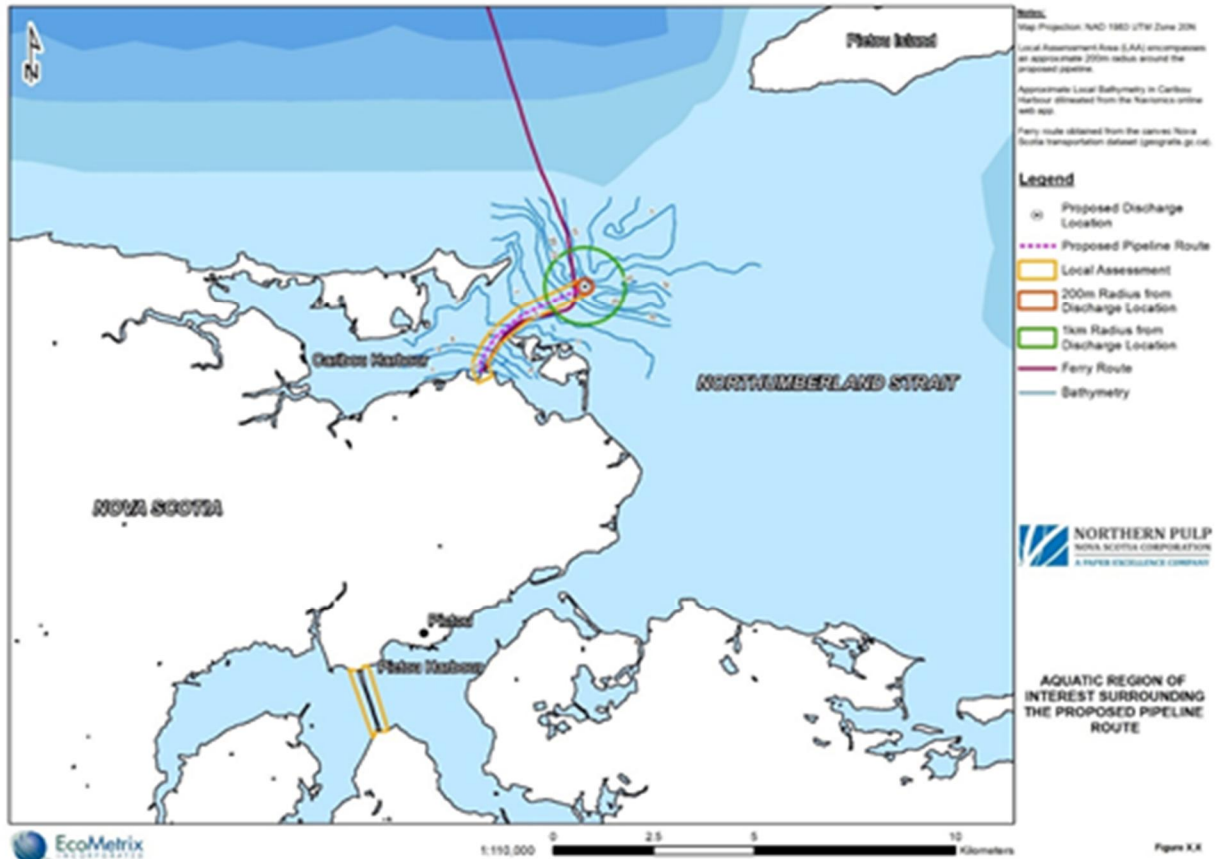 N
Pictou Island
Caribou Harbour
NORTHUMBERLAND STRAIT
NOVA SCOTIA
Pictou
Pictou Harbour
Notes:
Map Projection: NAD 1983 UTM Zone 20N
Local Assessment Area (LAA) encompasses
an approximate 200m radius around the
proposed pipeline.
Approximate Local Bathymetry in Caribou
Harbour dilineated from the Navionics online
web app.
Ferry route obtained from the canvec Nova
Scotia transportation dataset (geogratis.gc.ca).
Legend
Proposed Discharge
Location
Proposed Pipeline Route
Local Assessment
200m Radius from
Discharge Location
1km Radius from
Discharge Location
Ferry Route
Bathymetry
NORTHERN PULP
NOVA SCOTIA CORPORATION
A PAPER EXCELLENCE COMPANY
AQUATIC REGION OF
INTEREST SURROUNDING
THE PROPOSED PIPELINE
ROUTE
EcoMetrix
INCORPORATED
1:110,000
0 2.5 5 10
Kilometers
Figure X.X